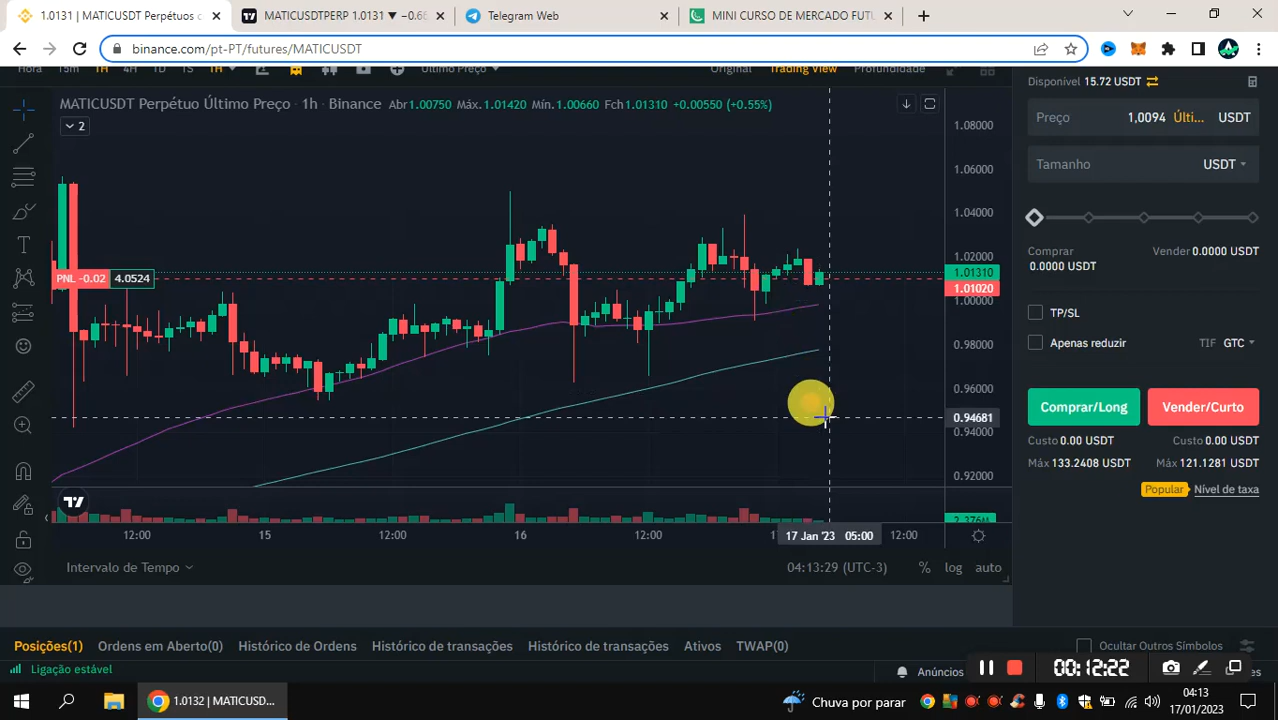 1.0131 | MATICUSDT Perpétuos c
MATICUSDTPERP 1.0131 ▼ −0.6
Telegram Web
MINI CURSO DE MERCADO FUTU
binance.com/pt-PT/futures/MATICUSDT
Hora 15m 1H 4H 1D 1S 1H Último Preço Original Trading View Profundidade
MATICUSDT Perpétuo Último Preço · 1h · Binance Abr1.00750 Máx.1.01420 Mín.1.00660 Fch1.01310 +0.00550 (+0.55%)
2
1.08000
1.06000
1.04000
1.02000
1.01310
1.01020
1.00000
0.98000
0.96000
0.94681
0.94000
0.92000
PNL -0.02 4.0524
2.376M
12:00 15 12:00 16 12:00 17 Jan '23 05:00 12:00
Intervalo de Tempo 04:13:29 (UTC-3) % log auto
Disponivel 15.72 USDT
Preço 1,0094 Últi... USDT
Tamanho USDT
Comprar
0.0000 USDT
Vender 0.0000 USDT
TP/SL
Apenas reduzir TIF GTC
Comprar/Long Vender/Curto
Custo 0.00 USDT Custo 0.00 USDT
Máx 133.2408 USDT Máx 121.1281 USDT
Popular Nível de taxa
Posições(1) Ordens em Aberto(0) Histórico de Ordens Histórico de transações Histórico de transações Ativos TWAP(0)
Ocultar Outros Símbolos
Ligação estável
Anúncios
00:12:22
1.0132 | MATICUSD...
Chuva por parar
04:13
17/01/2023